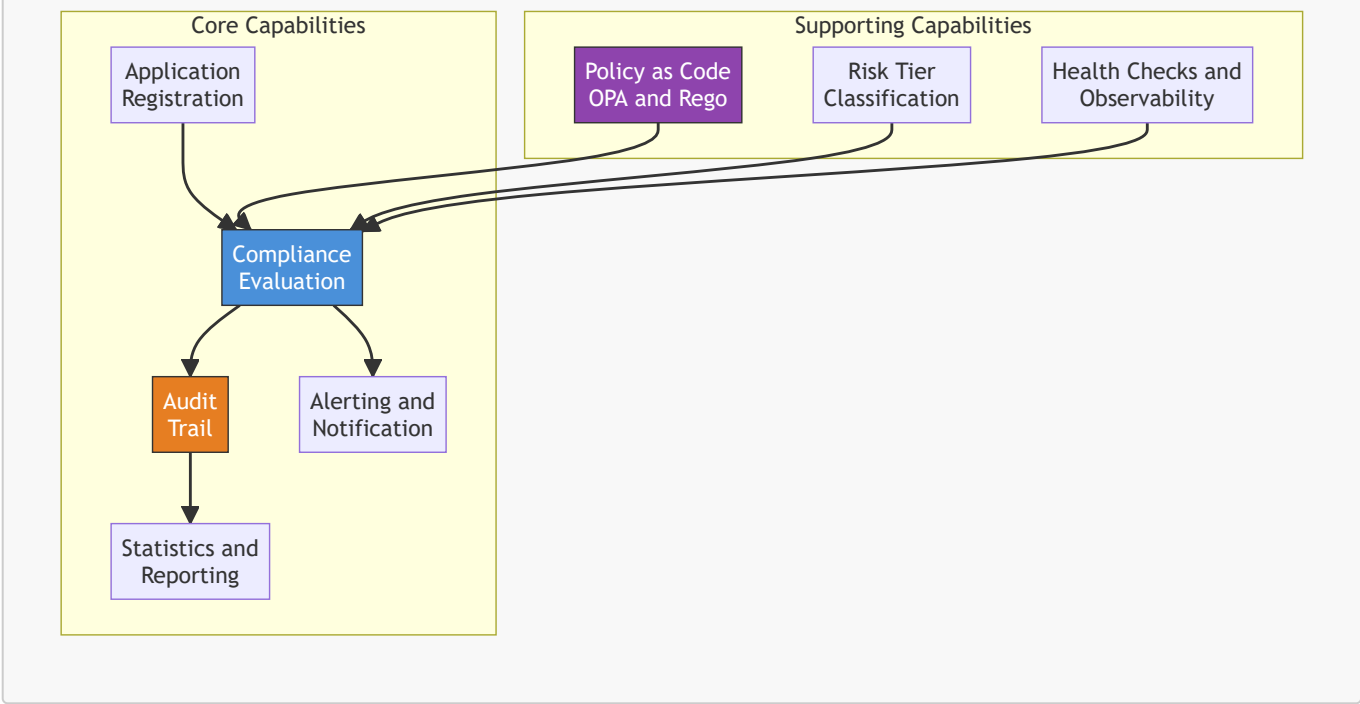 Core Capabilities
Application
Registration
Compliance
Evaluation
Audit
Trail
Alerting and
Notification
Statistics and
Reporting
Supporting Capabilities
Policy as Code
OPA and Rego
Risk Tier
Classification
Health Checks and
Observability